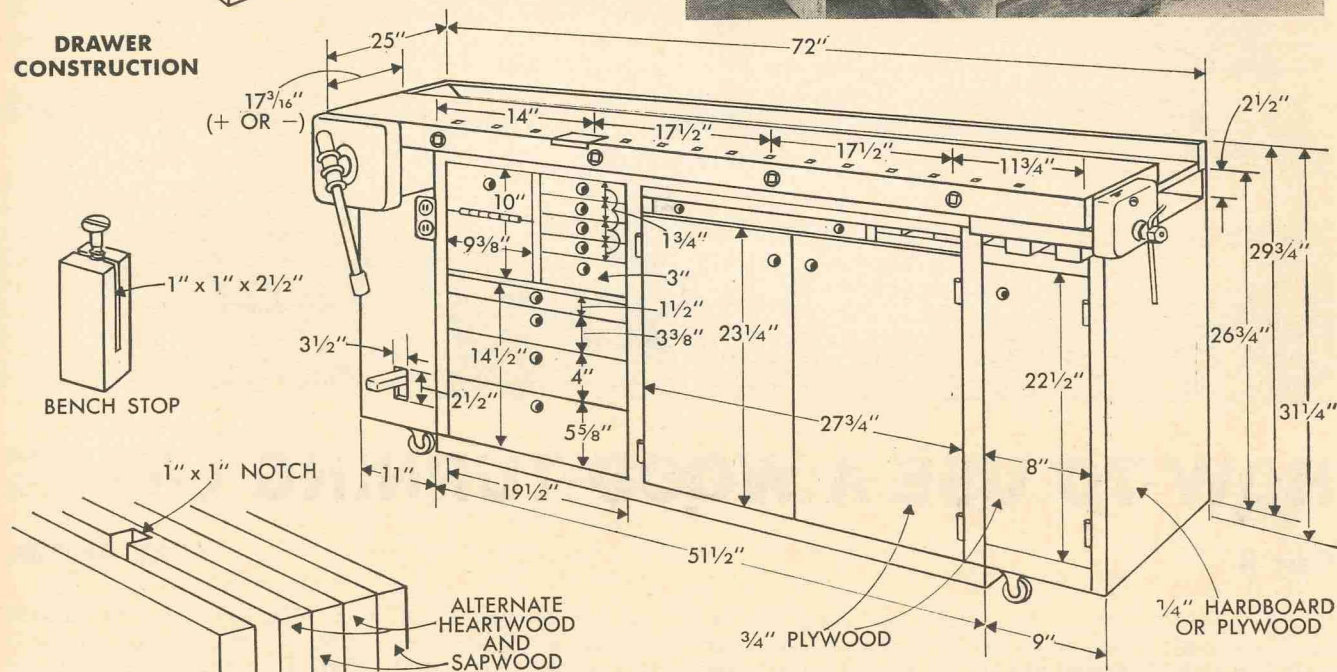 DRAWER
CONSTRUCTION
25"
72"
17 3/16"
(+ OR −)
2 1/2"
14"
17 1/2"
17 1/2"
11 3/4"
10"
1 3/4"
9 3/8"
3"
1 1/2"
3 3/8"
23 1/4"
29 3/4"
26 3/4"
1" x 1" x 2 1/2"
3 1/2"
14 1/2"
4"
22 1/2"
31 1/4"
2 1/2"
BENCH STOP
5 5/8"
27 3/4"
8"
1" x 1" NOTCH
11"
19 1/2"
51 1/2"
ALTERNATE
HEARTWOOD
AND
SAPWOOD
3/4" PLYWOOD
9"
1/4" HARDBOARD
OR PLYWOOD